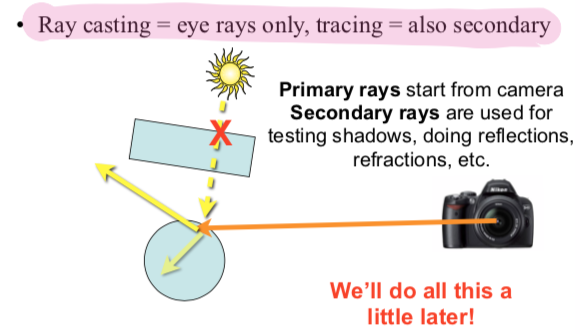 • Ray casting = eye rays only, tracing = also secondary
Primary rays start from camera
Secondary rays are used for
testing shadows, doing reflections,
refractions, etc.
X
Nikon
We'll do all this a
little later!